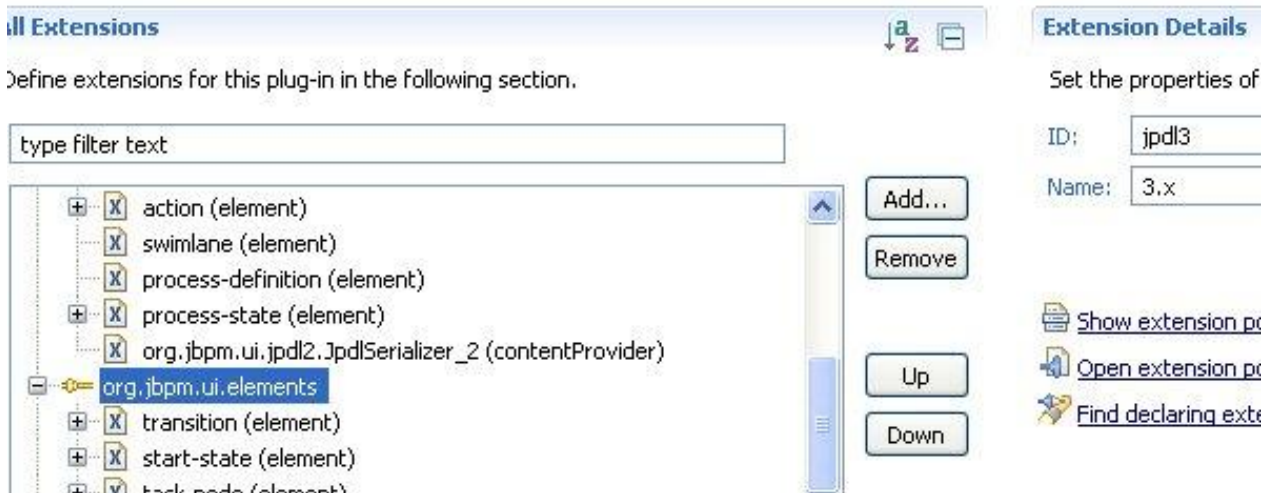 ll Extensions
Define extensions for this plug-in in the following section.
type filter text
action (element)
swimlane (element)
process-definition (element)
process-state (element)
org.jbpm.ui.jpdl2.JpdlSerializer_2 (contentProvider)
org.jbpm.ui.elements
transition (element)
start-state (element)
task-node (element)
Add...
Remove
Up
Down
Extension Details
Set the properties of
ID: jpdl3
Name: 3.x
Show extension po
Open extension po
Find declaring exte